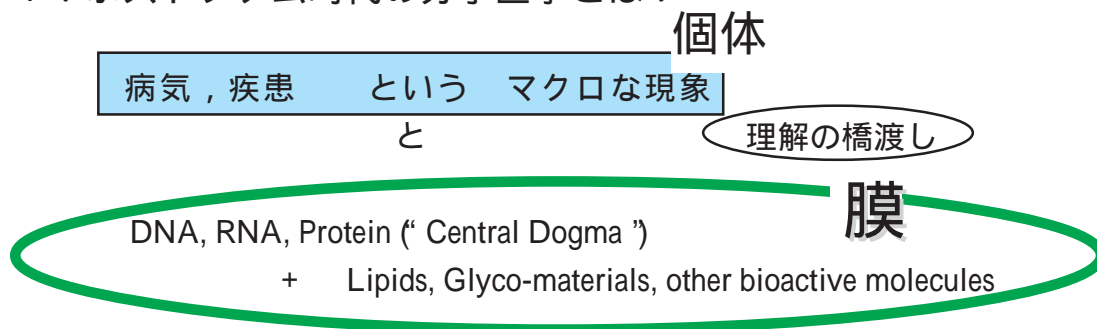 個体
病気,疾患 という マクロな現象
と
理解の橋渡し
膜
DNA, RNA, Protein (“ Central Dogma ”)
+ Lipids, Glyco-materials, other bioactive molecules